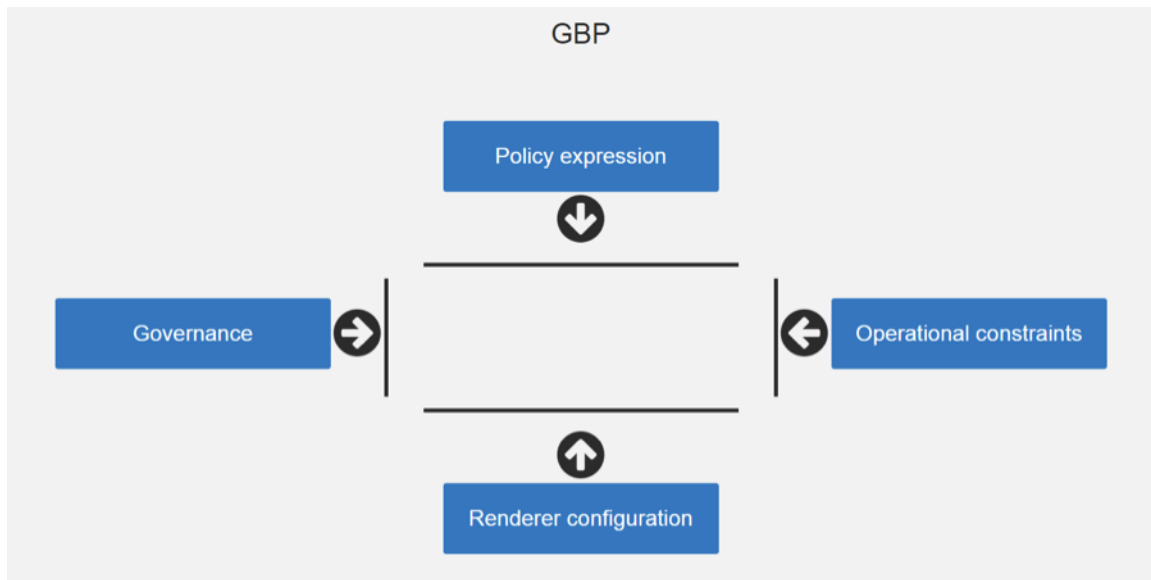 GBP
Policy expression
Governance
Operational constraints
Renderer configuration